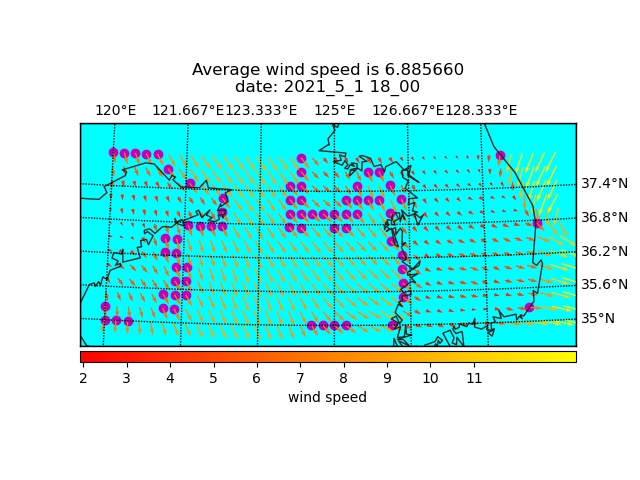 Average wind speed is 6.885660
date: 2021_5_1 18_00
120°E 121.667°E 123.333°E 125°E 126.667°E 128.333°E
37.4°N
36.8°N
36.2°N
35.6°N
35°N
2 3 4 5 6 7 8 9 10 11
wind speed